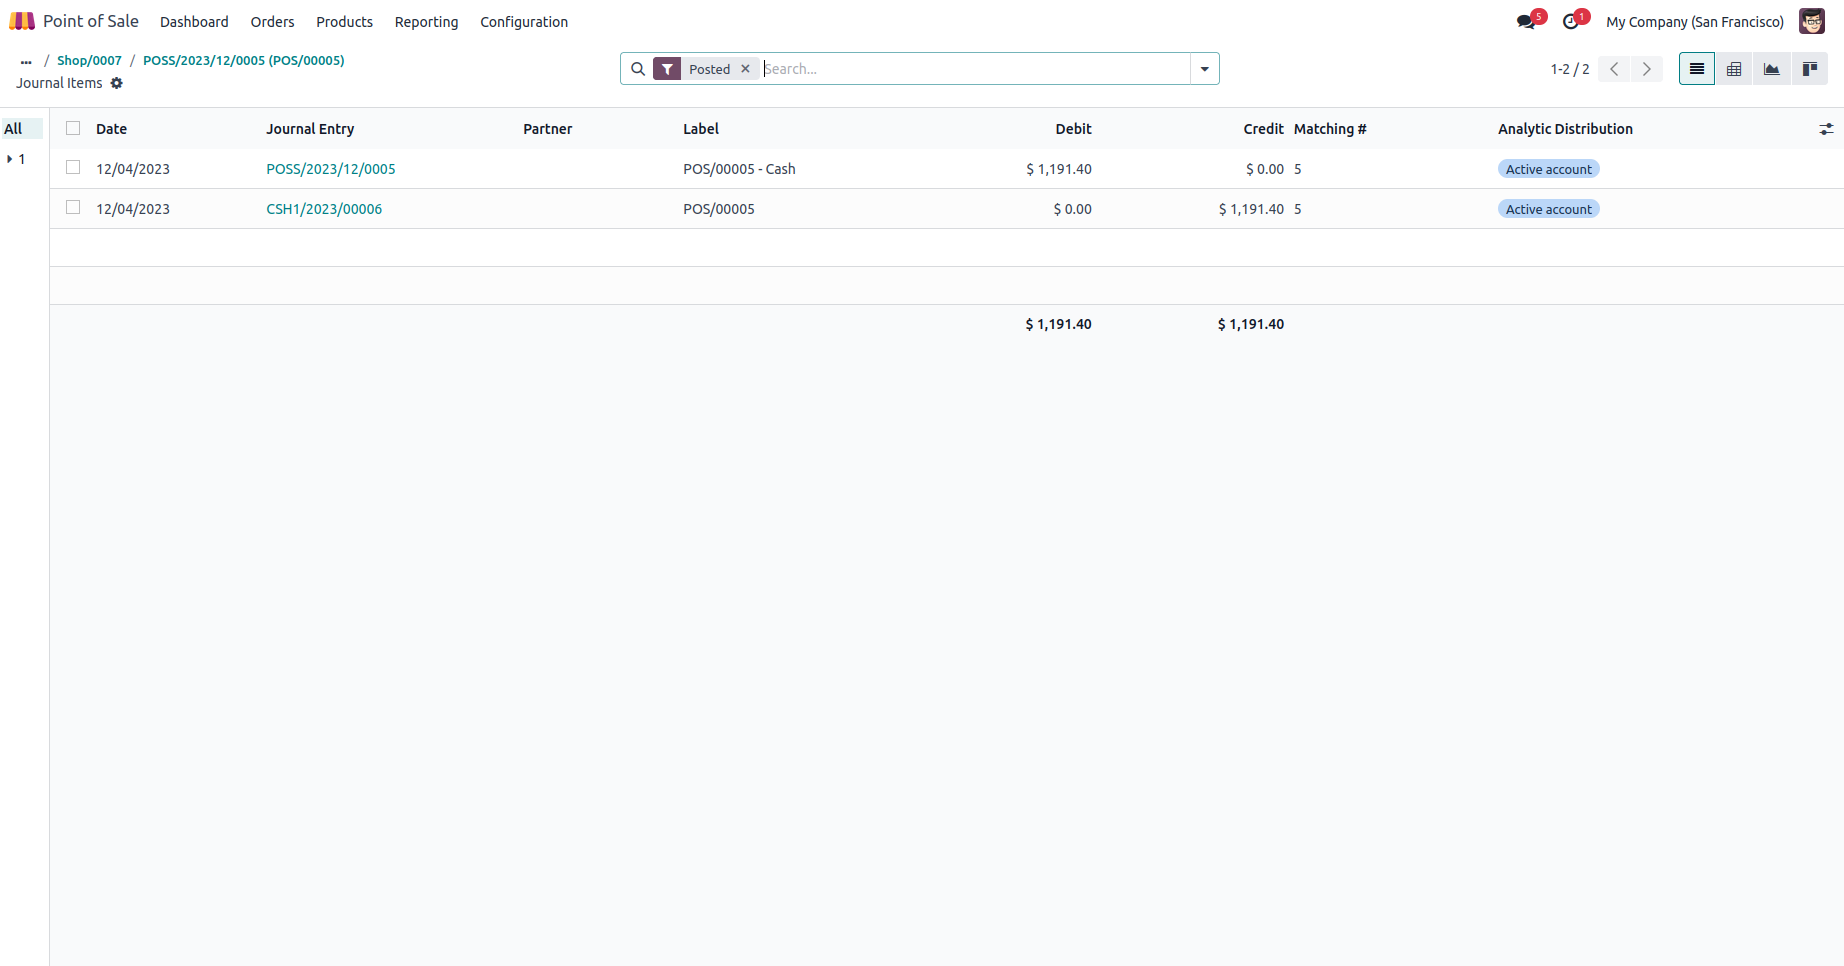 Point of Sale Dashboard Orders Products Reporting Configuration 5 1 My Company (San Francisco)
... / Shop/0007 / POSS/2023/12/0005 (POS/00005)
Journal Items
Posted × Search... 1-2 / 2
All Date Journal Entry Partner Label Debit Credit Matching # Analytic Distribution
1
12/04/2023 POSS/2023/12/0005 POS/00005 - Cash $ 1,191.40 $ 0.00 5 Active account
12/04/2023 CSH1/2023/00006 POS/00005 $ 0.00 $ 1,191.40 5 Active account
$ 1,191.40 $ 1,191.40